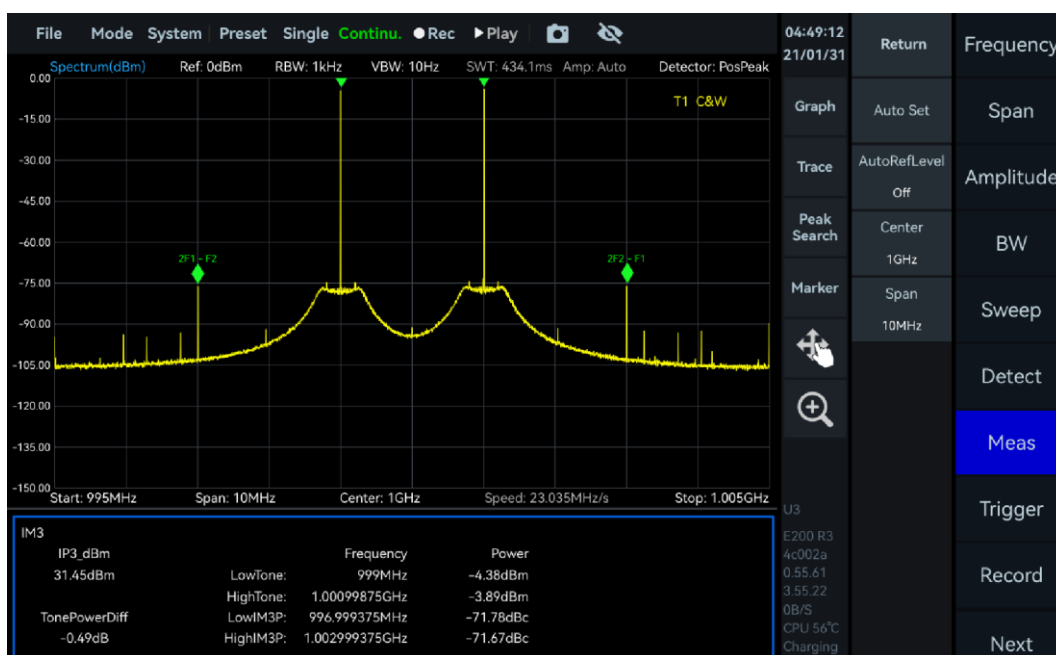 File Mode System Preset Single Continu. Rec Play
Spectrum(dBm) Ref: 0dBm RBW: 1kHz VBW: 10Hz SWT: 434.1ms Amp: Auto Detector: PosPeak
T1 C&W
0.00
-15.00
-30.00
-45.00
-60.00
-75.00
-90.00
-105.00
-120.00
-135.00
-150.00
2F1 - F2
2F2 - F1
Start: 995MHz Span: 10MHz Center: 1GHz Speed: 23.035MHz/s Stop: 1.005GHz
IM3
IP3_dBm Frequency Power
31.45dBm LowTone: 999MHz -4.38dBm
HighTone: 1.00099875GHz -3.89dBm
TonePowerDiff LowIM3P: 996.999375MHz -71.78dBc
-0.49dB HighIM3P: 1.002999375GHz -71.67dBc
04:49:12
21/01/31
Graph
Trace
Peak
Search
Marker
U3
E200 R3
4c002a
0.55.61
3.55.22
0B/S
CPU 56°C
Charging
Return
Auto Set
AutoRefLevel
Off
Center
1GHz
Span
10MHz
Frequency
Span
Amplitude
BW
Sweep
Detect
Meas
Trigger
Record
Next